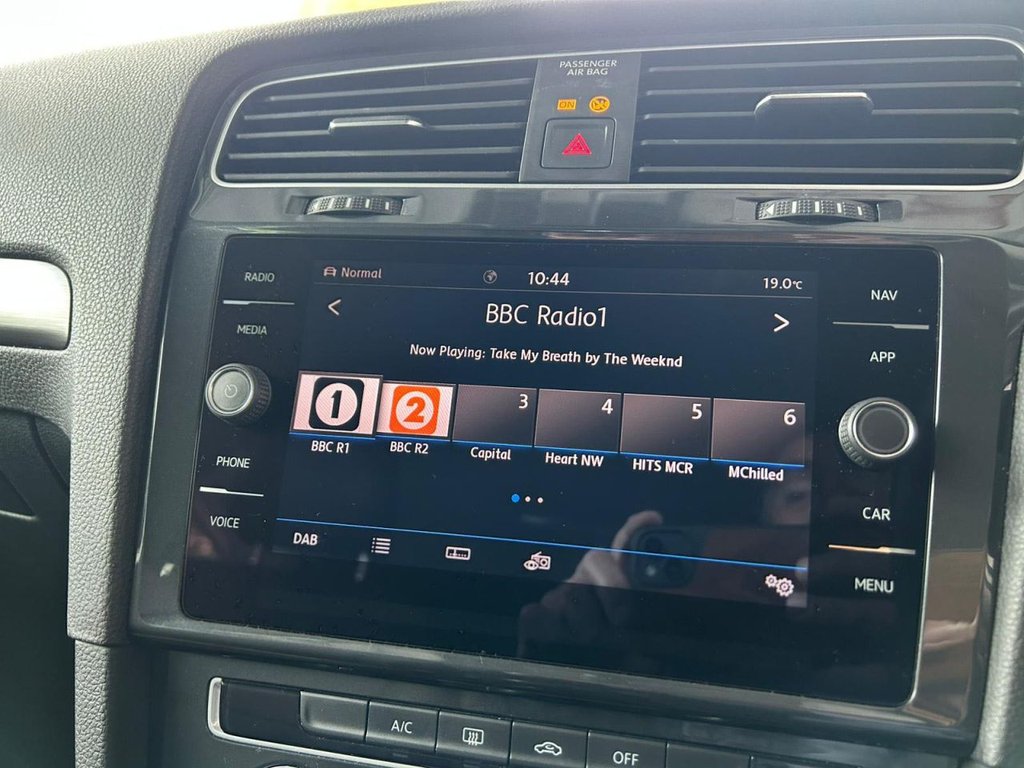 PASSENGER
AIR BAG
ON
RADIO
MEDIA
PHONE
VOICE
Normal
10:44
19.0°C
BBC Radio1
Now Playing: Take My Breath by The Weeknd
1 2 3 4 5 6
BBC R1 BBC R2 Capital Heart NW HITS MCR MChilled
DAB
NAV
APP
CAR
MENU
A/C
OFF